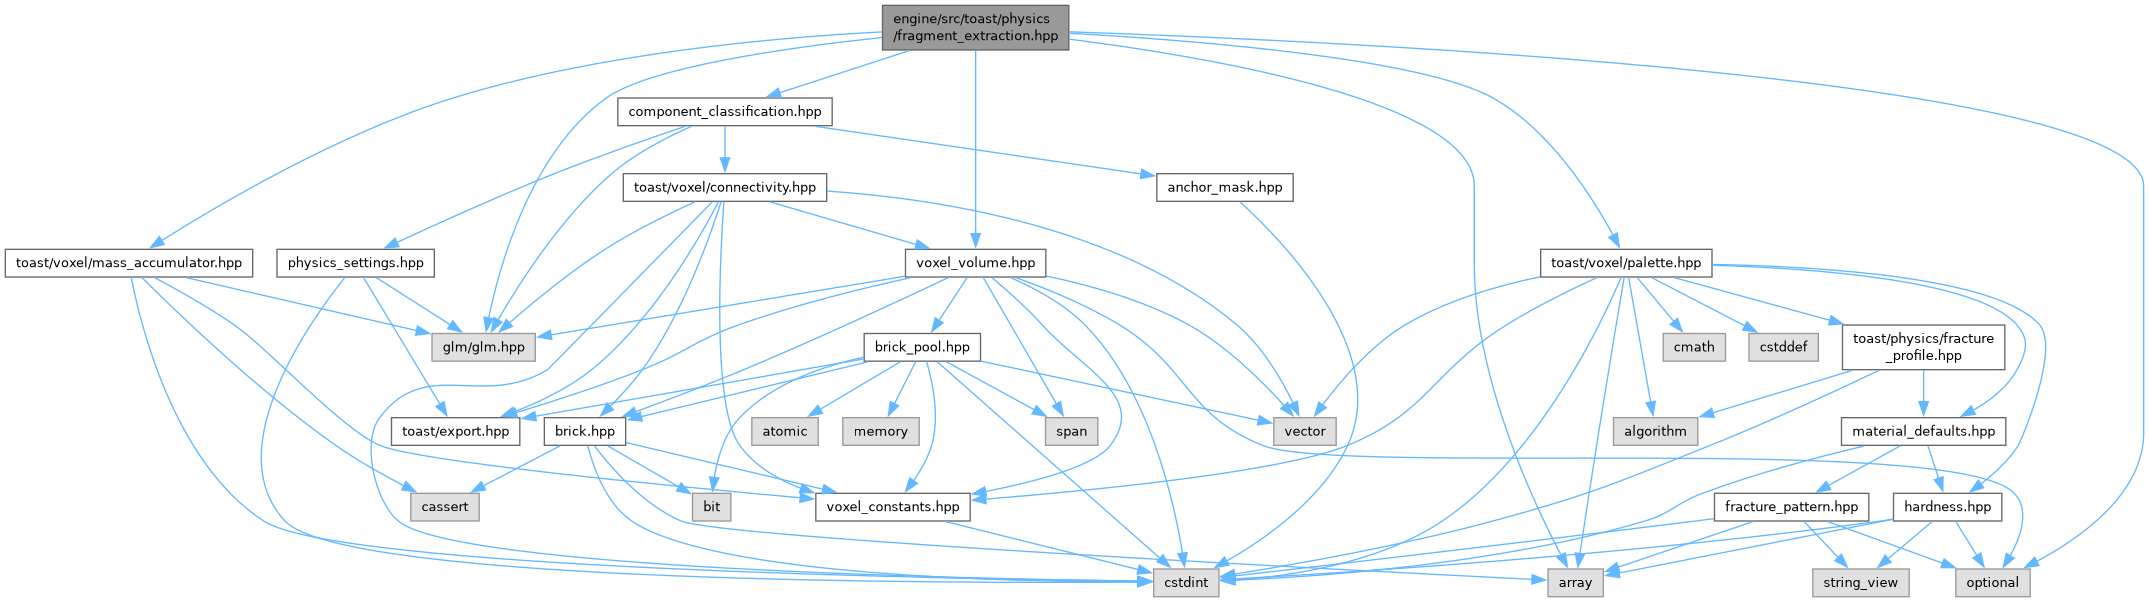 engine/src/toast/physics
/fragment_extraction.hpp
component_classification.hpp
toast/voxel/connectivity.hpp
anchor_mask.hpp
toast/voxel/mass_accumulator.hpp
physics_settings.hpp
voxel_volume.hpp
toast/voxel/palette.hpp
glm/glm.hpp
brick_pool.hpp
cmath
cstddef
toast/physics/fracture
_profile.hpp
toast/export.hpp
brick.hpp
atomic
memory
span
vector
algorithm
material_defaults.hpp
cassert
bit
voxel_constants.hpp
fracture_pattern.hpp
hardness.hpp
cstdint
array
string_view
optional